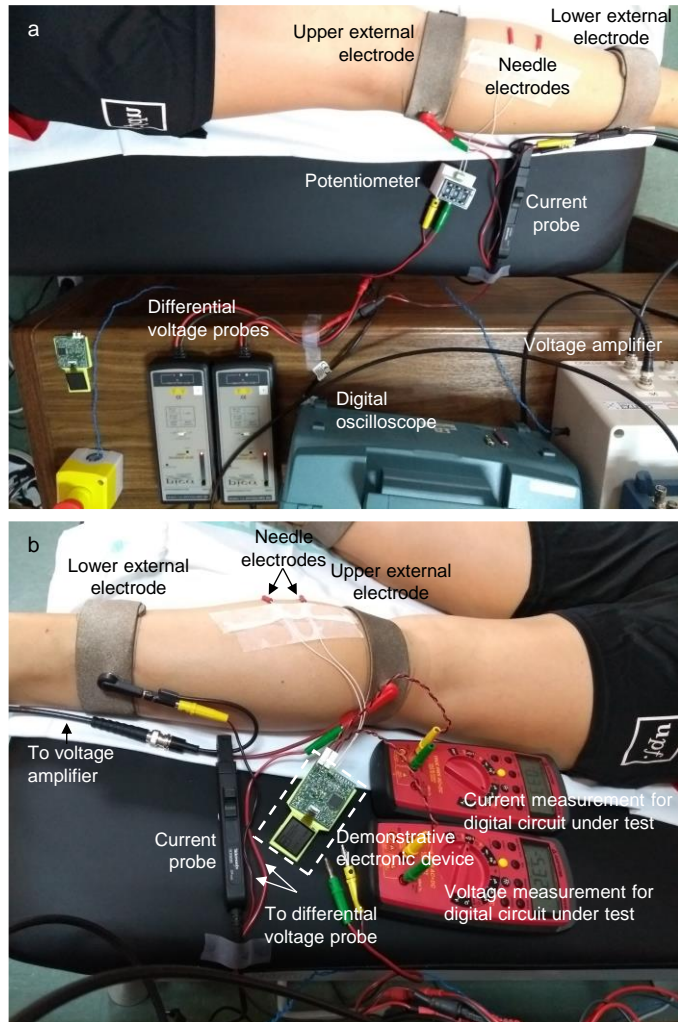 a
Upper external
electrode
Lower external
electrode
Needle
electrodes
Potentiometer
Current
probe
Differential
voltage probes
Voltage amplifier
Digital
oscilloscope
b
Needle
electrodes
Lower external
electrode
Upper external
electrode
upf.
To voltage
amplifier
Current measurement for
digital circuit under test
Current
probe
Demonstrative
electronic device
Voltage measurement for
digital circuit under test
To differential
voltage probe